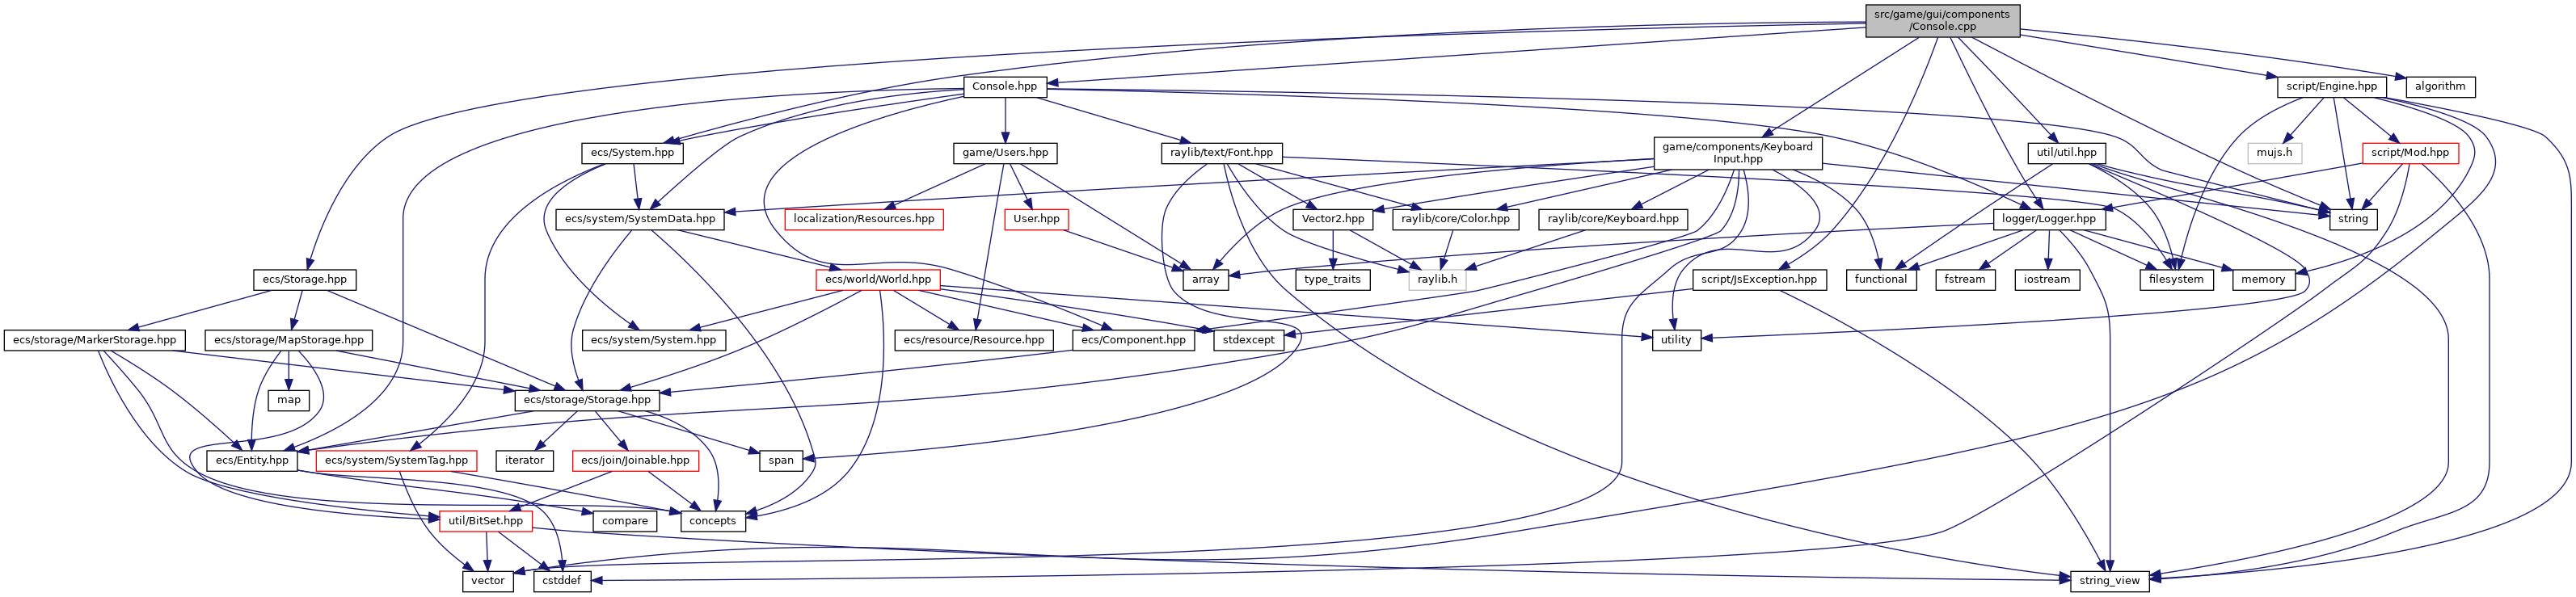 src/game/gui/components
/Console.cpp
Console.hpp
script/Engine.hpp
algorithm
ecs/System.hpp
game/Users.hpp
raylib/text/Font.hpp
game/components/Keyboard
Input.hpp
util/util.hpp
mujs.h
script/Mod.hpp
ecs/system/SystemData.hpp
localization/Resources.hpp
User.hpp
Vector2.hpp
raylib/core/Color.hpp
raylib/core/Keyboard.hpp
logger/Logger.hpp
string
ecs/Storage.hpp
ecs/world/World.hpp
array
type_traits
raylib.h
script/JsException.hpp
functional
fstream
iostream
filesystem
memory
ecs/storage/MarkerStorage.hpp
ecs/storage/MapStorage.hpp
ecs/system/System.hpp
ecs/resource/Resource.hpp
ecs/Component.hpp
stdexcept
utility
map
ecs/storage/Storage.hpp
ecs/Entity.hpp
ecs/system/SystemTag.hpp
iterator
ecs/join/Joinable.hpp
span
util/BitSet.hpp
compare
concepts
vector
cstddef
string_view